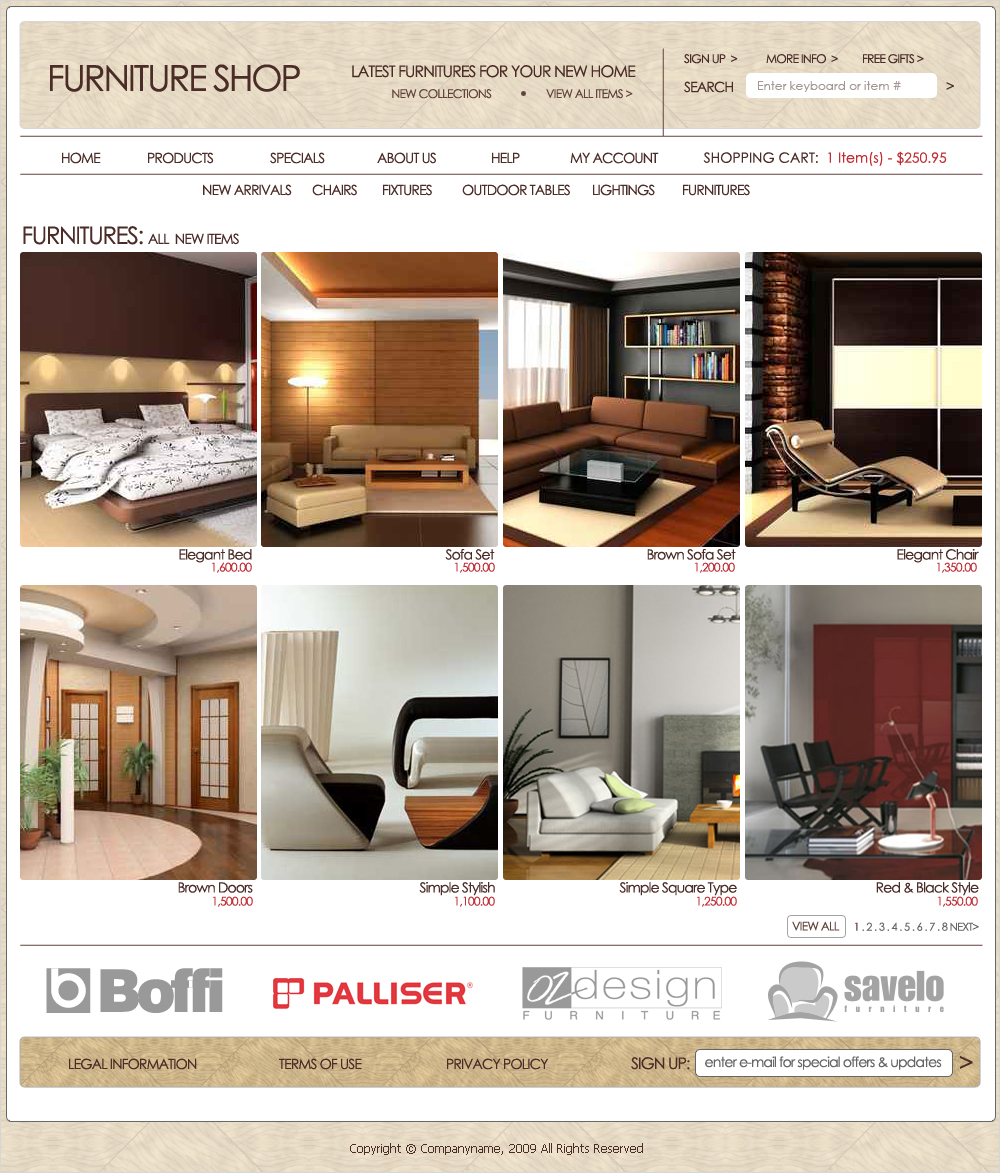 FURNITURE SHOP
LATEST FURNITURES FOR YOUR NEW HOME
NEW COLLECTIONS • VIEW ALL ITEMS >
SIGN UP > MORE INFO > FREE GIFTS >
SEARCH Enter keyboard or item # >
HOME PRODUCTS SPECIALS ABOUT US HELP MY ACCOUNT SHOPPING CART: 1 Item(s) - $250.95
NEW ARRIVALS CHAIRS FIXTURES OUTDOOR TABLES LIGHTINGS FURNITURES
FURNITURES: ALL NEW ITEMS
Elegant Bed
1,600.00
Sofa Set
1,500.00
Brown Sofa Set
1,200.00
Elegant Chair
1,350.00
Brown Doors
1,500.00
Simple Stylish
1,100.00
Simple Square Type
1,250.00
Red & Black Style
1,550.00
VIEW ALL 1 . 2 . 3 . 4 . 5 . 6 . 7 . 8 NEXT>
b Boffi
PALLISER®
oz design
FURNITURE
savelo
furniture
LEGAL INFORMATION TERMS OF USE PRIVACY POLICY SIGN UP: enter e-mail for special offers & updates >
Copyright © Companyname, 2009 All Rights Reserved